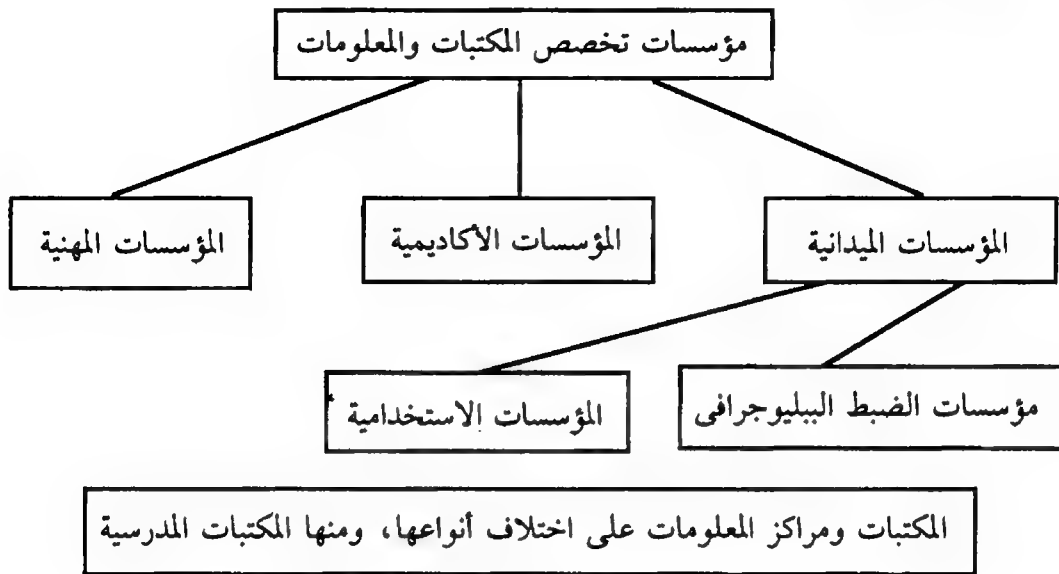 مؤسسات تخصص المكتبات والمعلومات
المؤسسات الميدانية
المؤسسات الأكاديمية
المؤسسات المهنية
مؤسسات الضبط الببليوجرافى
المؤسسات الاستخدامية
المكتبات ومراكز المعلومات على اختلاف أنواعها، ومنها المكتبات المدرسية